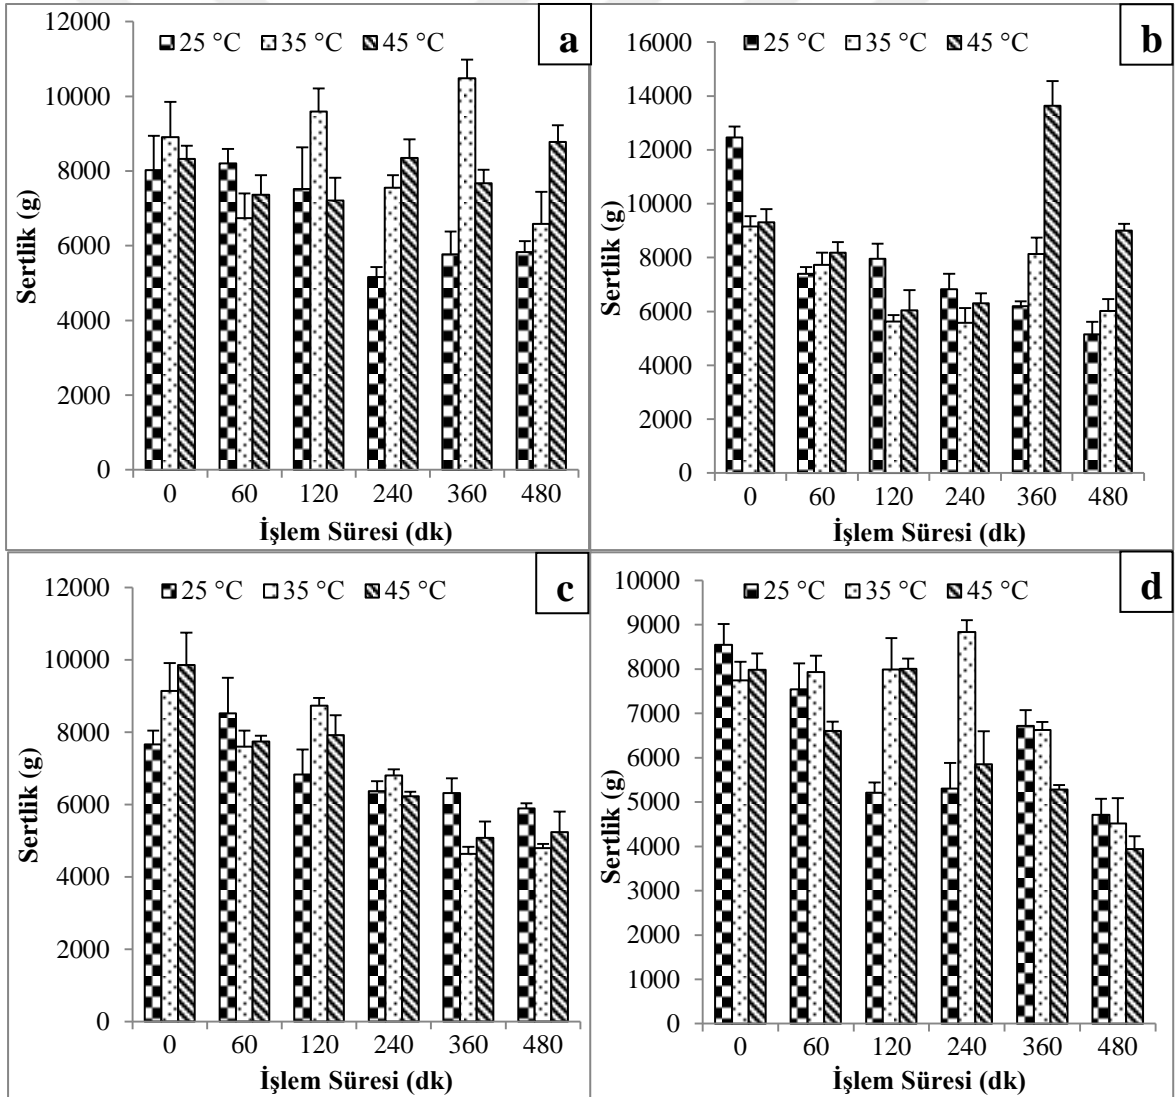 a
25 °C 35 °C 45 °C
12000
10000
8000
6000
4000
2000
0
Sertlik (g)
0 60 120 240 360 480
İşlem Süresi (dk)
b
25 °C 35 °C 45 °C
16000
14000
12000
10000
8000
6000
4000
2000
0
Sertlik (g)
0 60 120 240 360 480
İşlem Süresi (dk)
c
25 °C 35 °C 45 °C
12000
10000
8000
6000
4000
2000
0
Sertlik (g)
0 60 120 240 360 480
İşlem Süresi (dk)
d
25 °C 35 °C 45 °C
10000
9000
8000
7000
6000
5000
4000
3000
2000
1000
0
Sertlik (g)
0 60 120 240 360 480
İşlem Süresi (dk)